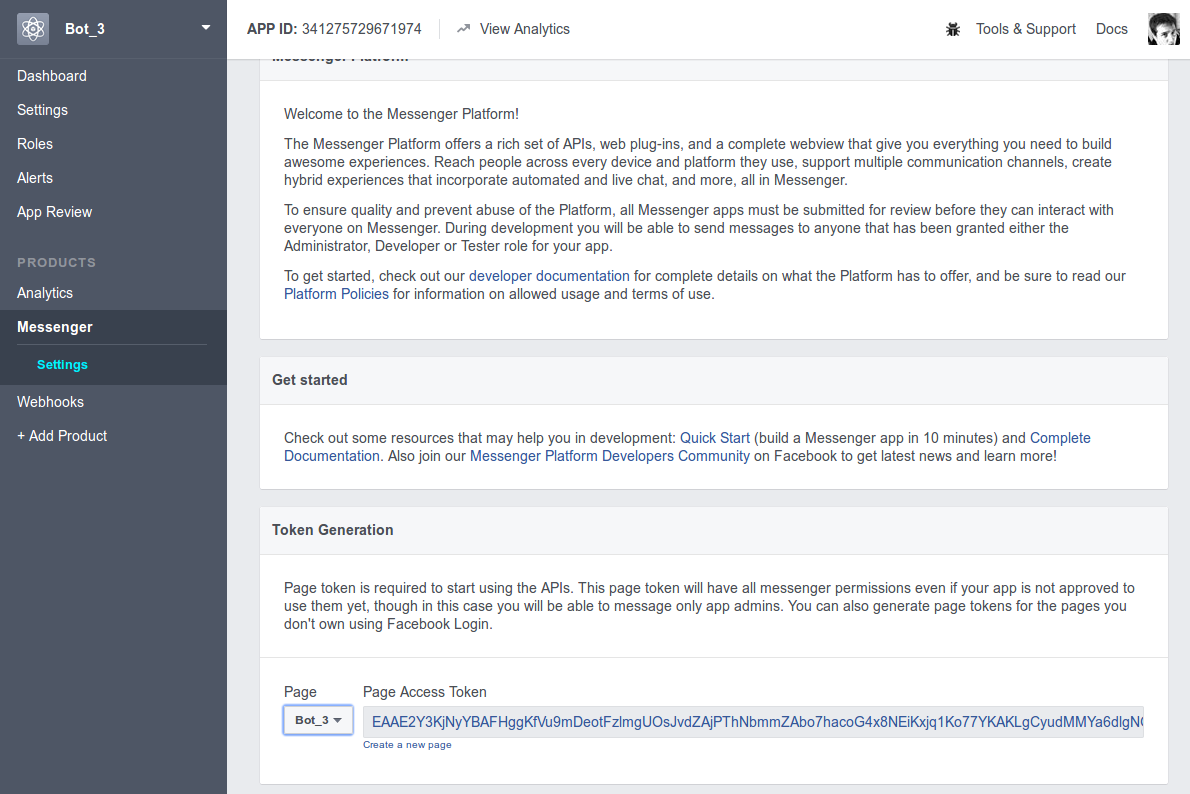 Bot_3
APP ID: 341275729671974
View Analytics
Tools & Support
Docs
Dashboard
Settings
Roles
Alerts
App Review
PRODUCTS
Analytics
Messenger
Settings
Webhooks
+ Add Product
Messenger Platform
Welcome to the Messenger Platform!
The Messenger Platform offers a rich set of APIs, web plug-ins, and a complete webview that give you everything you need to build
awesome experiences. Reach people across every device and platform they use, support multiple communication channels, create
hybrid experiences that incorporate automated and live chat, and more, all in Messenger.
To ensure quality and prevent abuse of the Platform, all Messenger apps must be submitted for review before they can interact with
everyone on Messenger. During development you will be able to send messages to anyone that has been granted either the
Administrator, Developer or Tester role for your app.
To get started, check out our developer documentation for complete details on what the Platform has to offer, and be sure to read our
Platform Policies for information on allowed usage and terms of use.
Get started
Check out some resources that may help you in development: Quick Start (build a Messenger app in 10 minutes) and Complete
Documentation. Also join our Messenger Platform Developers Community on Facebook to get latest news and learn more!
Token Generation
Page token is required to start using the APIs. This page token will have all messenger permissions even if your app is not approved to
use them yet, though in this case you will be able to message only app admins. You can also generate page tokens for the pages you
don't own using Facebook Login.
Page
Page Access Token
Bot_3
Create a new page